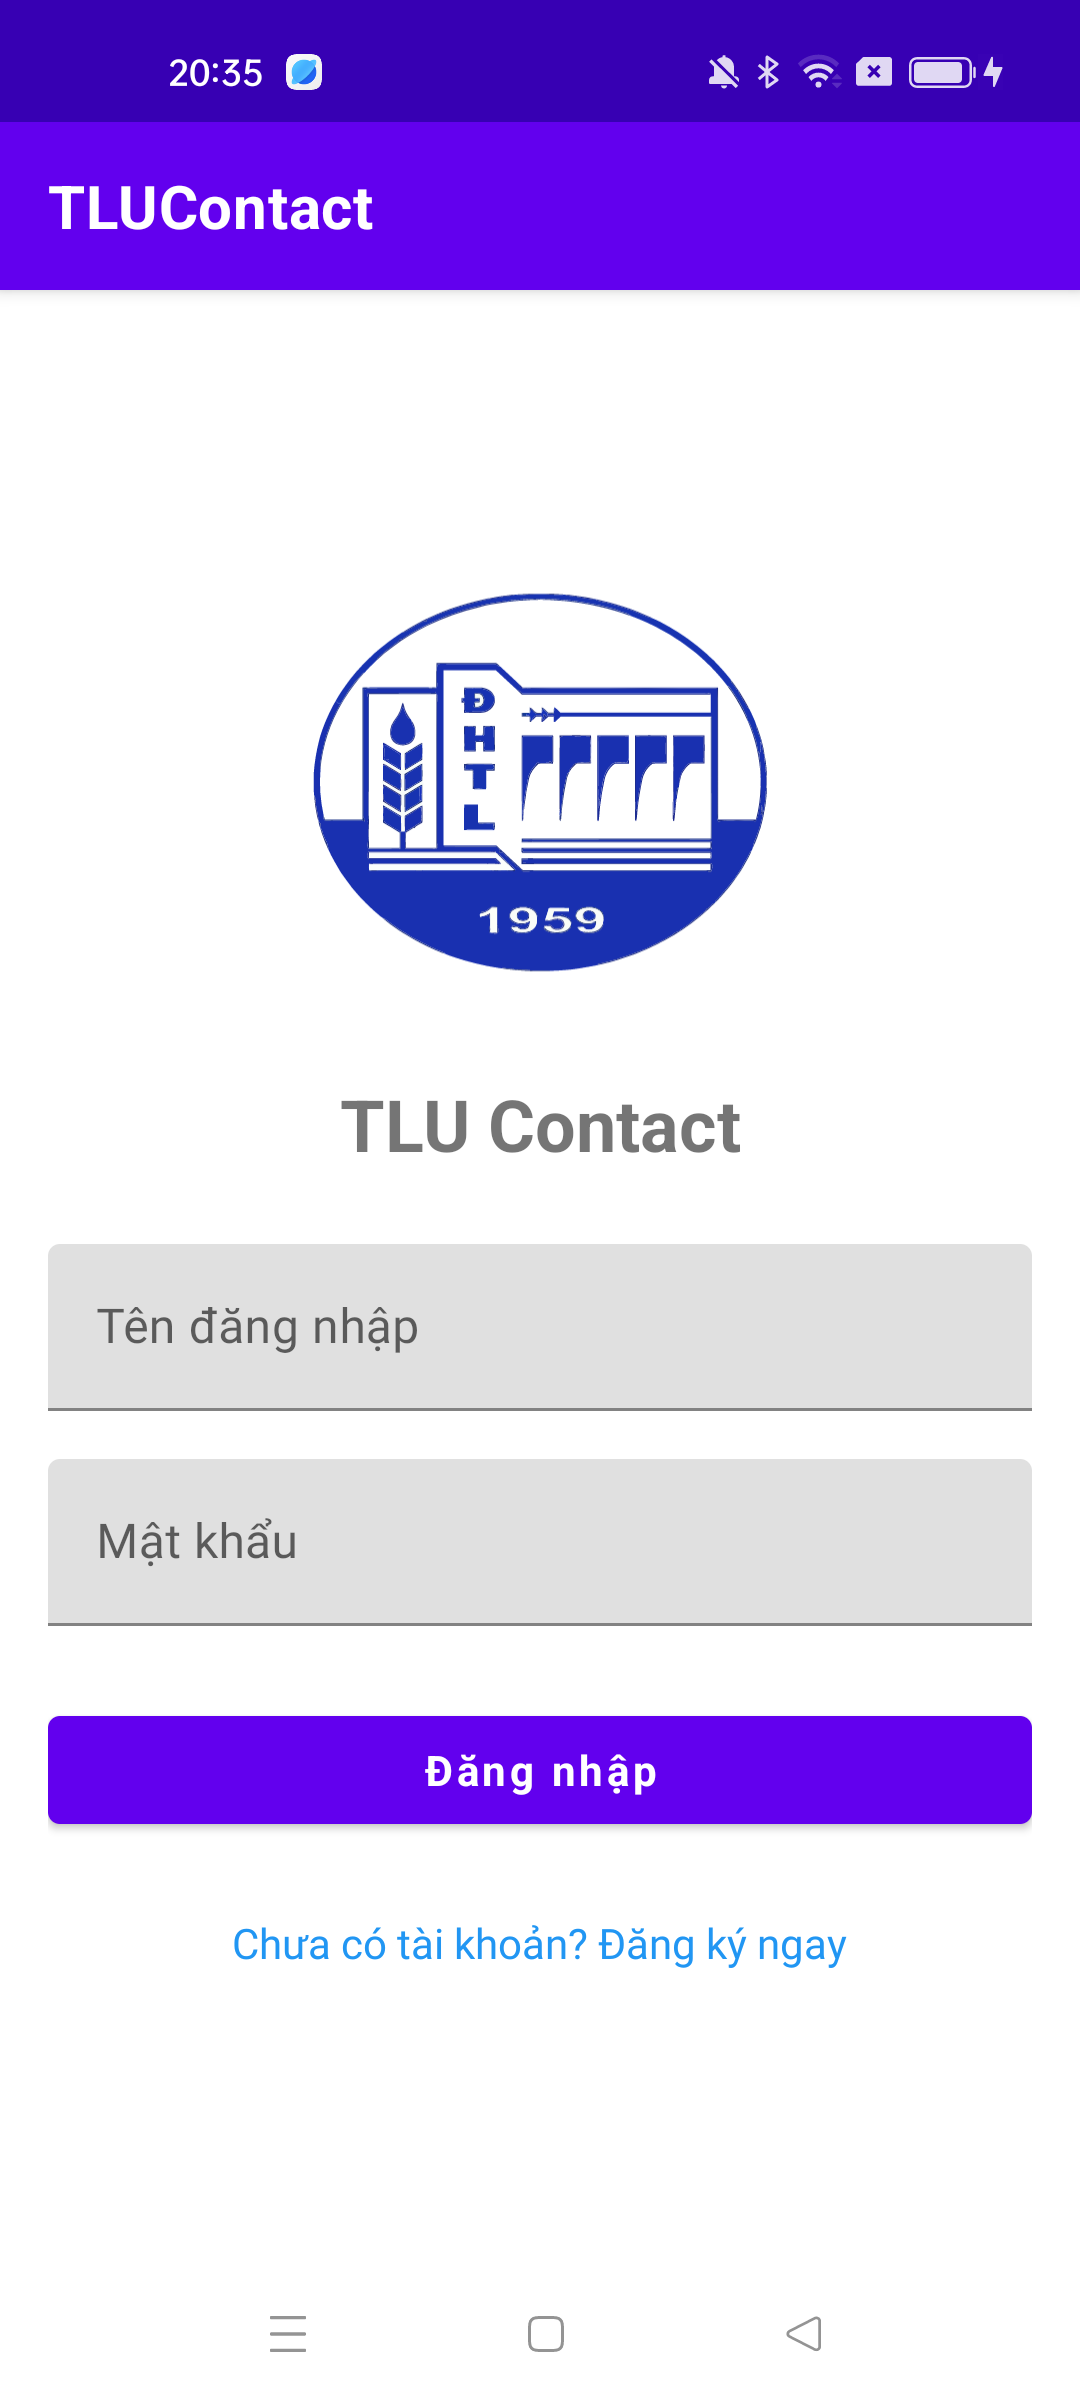 20:35
TLUContact
Đ
H
T
L
1959
TLU Contact
Tên đăng nhập
Mật khẩu
Đăng nhập
Chưa có tài khoản? Đăng ký ngay